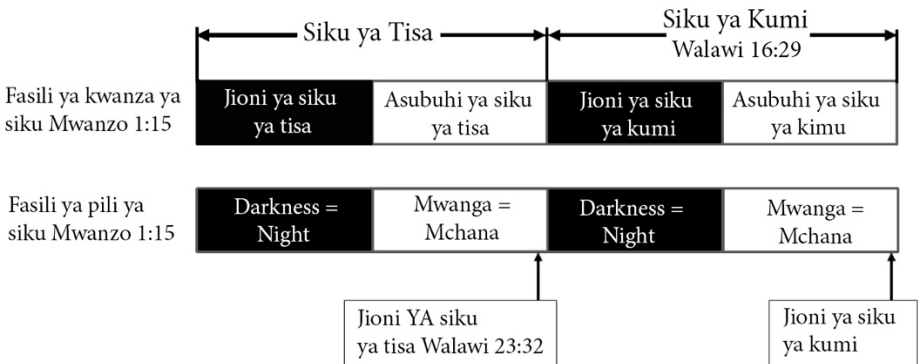 Siku ya Tisa
Siku ya Kumi
Walawi 16:29
Fasili ya kwanza ya
siku Mwanzo 1:15
Jioni ya siku
ya tisa
Asubuhi ya siku
ya tisa
Jioni ya siku
ya kumi
Asubuhi ya siku
ya kimu
Fasili ya pili ya
siku Mwanzo 1:15
Darkness =
Night
Mwanga =
Mchana
Darkness =
Night
Mwanga =
Mchana
Jioni YA siku
ya tisa Walawi 23:32
Jioni ya siku
ya kumi